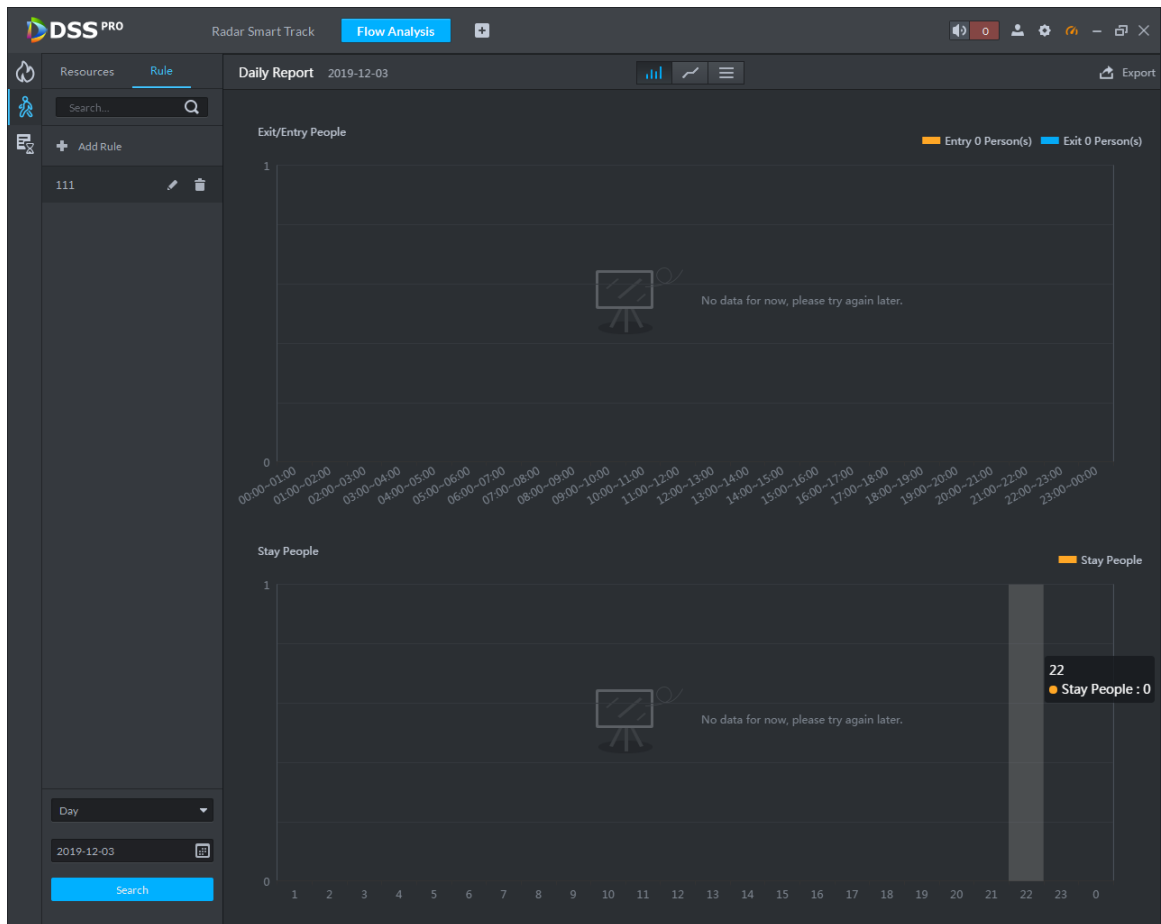 DSS PRO Radar Smart Track Flow Analysis 0
Resources Rule Daily Report 2019-12-03 Export
Search...
Exit/Entry People
Entry 0 Person(s) Exit 0 Person(s)
Add Rule
1
111
No data for now, please try again later.
0
00:00~01:00 01:00~02:00 02:00~03:00 03:00~04:00 04:00~05:00 05:00~06:00 06:00~07:00 07:00~08:00 08:00~09:00 09:00~10:00 10:00~11:00 11:00~12:00 12:00~13:00 13:00~14:00 14:00~15:00 15:00~16:00 16:00~17:00 17:00~18:00 18:00~19:00 19:00~20:00 20:00~21:00 21:00~22:00 22:00~23:00 23:00~00:00
Stay People
Stay People
1
22
Stay People : 0
No data for now, please try again later.
Day
2019-12-03
Search
0
1 2 3 4 5 6 7 8 9 10 11 12 13 14 15 16 17 18 19 20 21 22 23 0